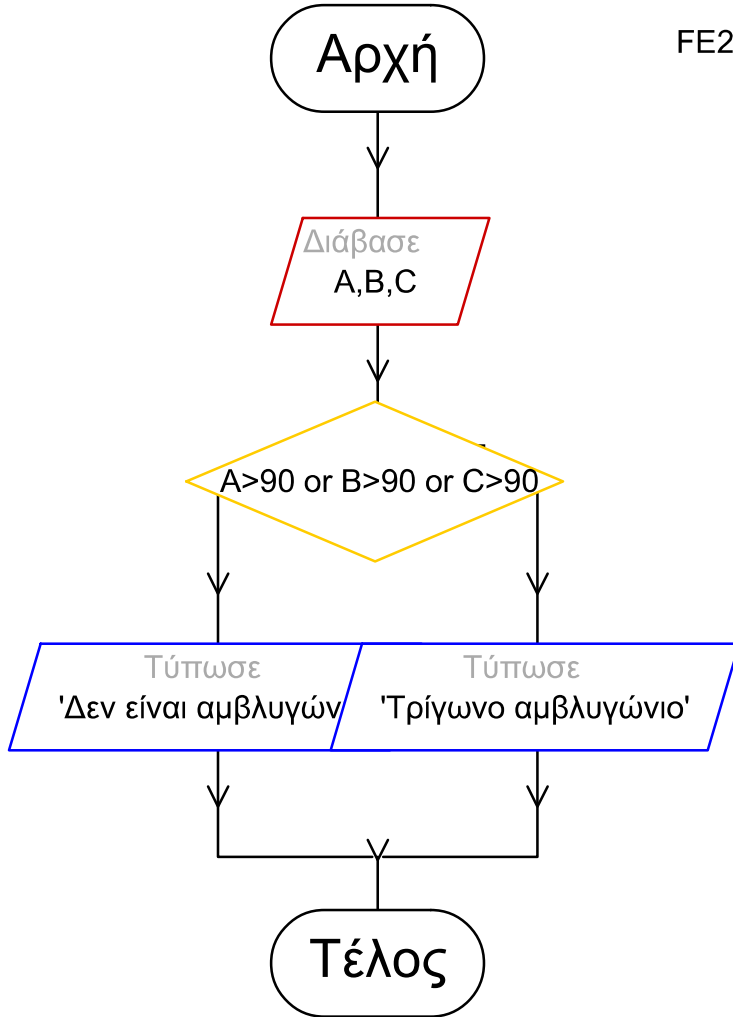 Αρχή
FE2
Διάβασε
A,B,C
A>90 or B>90 or C>90
Τύπωσε
'Δεν είναι αμβλυγών
Τύπωσε
'Τρίγωνο αμβλυγώνιο'
Τέλος